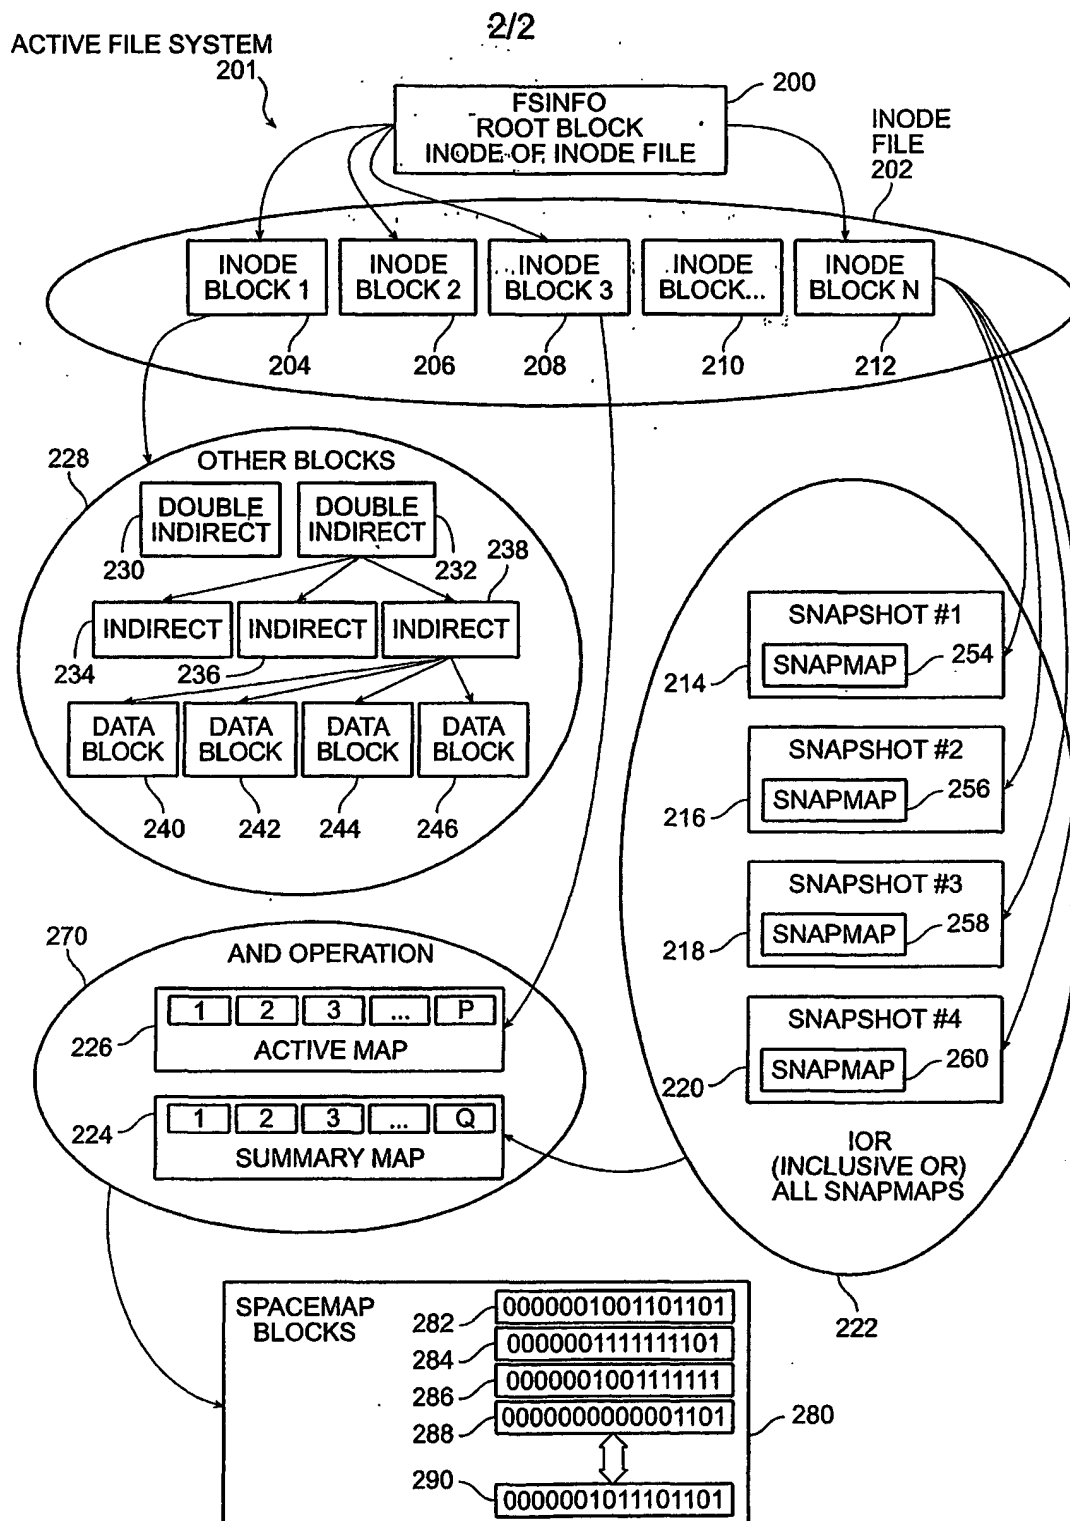 2/2
ACTIVE FILE SYSTEM
201
200
FSINFO
ROOT BLOCK
INODE OF INODE FILE
INODE
FILE
202
INODE
BLOCK 1
INODE
BLOCK 2
INODE
BLOCK 3
INODE
BLOCK...
INODE
BLOCK N
204
206
208
210
212
228
OTHER BLOCKS
DOUBLE
INDIRECT
DOUBLE
INDIRECT
230
232
238
INDIRECT
INDIRECT
INDIRECT
234
236
DATA
BLOCK
DATA
BLOCK
DATA
BLOCK
DATA
BLOCK
240
242
244
246
SNAPSHOT #1
SNAPMAP
254
214
SNAPSHOT #2
SNAPMAP
256
216
SNAPSHOT #3
SNAPMAP
258
218
SNAPSHOT #4
SNAPMAP
260
220
IOR
(INCLUSIVE OR)
ALL SNAPMAPS
222
270
AND OPERATION
1 2 3 ... P
ACTIVE MAP
226
1 2 3 ... Q
SUMMARY MAP
224
SPACEMAP
BLOCKS
282
0000001001101101
284
0000001111111101
286
0000001001111111
288
0000000000001101
280
290
0000001011101101